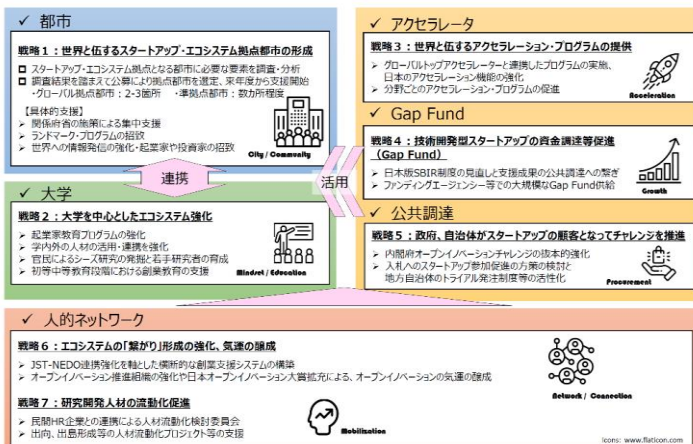 ✓ 都市
戦略1：世界と伍するスタートアップ・エコシステム拠点都市の形成
❑ スタートアップ・エコシステム拠点となる都市に必要な要素を調査・分析
❑ 調査結果を踏まえて公募により拠点都市を選定、来年度から支援開始
・グローバル拠点都市：2-3箇所 ・準拠点都市：数カ所程度
【具体的支援】
➢ 関係府省の施策による集中支援
➢ ランドマーク・プログラムの招致
➢ 世界への情報発信の強化・起業家や投資家の招致
City / Community
連携
✓ 大学
戦略2：大学を中心としたエコシステム強化
➢ 起業家教育プログラムの強化
➢ 学内外の人材の活用・連携を強化
➢ 官民によるシーズ研究の発掘と若手研究者の育成
➢ 初等中等教育段階における創業教育の支援
Mindset / Education
活用
✓ アクセラレータ
戦略3：世界と伍するアクセラレーション・プログラムの提供
➢ グローバルトップアクセラレーターと連携したプログラムの実施、
日本のアクセラレーション機能の強化
➢ 分野ごとのアクセラレーション・プログラムの促進
Acceleration
✓ Gap Fund
戦略4：技術開発型スタートアップの資金調達等促進
（Gap Fund）
➢ 日本版SBIR制度の見直しと支援成果の公共調達への繋ぎ
➢ ファンディングエージェンシー等での大規模なGap Fund供給
Growth
✓ 公共調達
戦略5：政府、自治体がスタートアップの顧客となってチャレンジを推進
➢ 内閣府オープンイノベーションチャレンジの抜本的強化
➢ 入札へのスタートアップ参加促進の方策の検討と
地方自治体のトライアル発注制度等の活性化
Procurement
✓ 人的ネットワーク
戦略6：エコシステムの「繋がり」形成の強化、気運の醸成
➢ JST-NEDO連携強化を軸とした横断的な創業支援システムの構築
➢ オープンイノベーション推進組織の強化や日本オープンイノベーション大賞拡充による、オープンイノベーションの気運の醸成
Network / Connection
戦略7：研究開発人材の流動化促進
➢ 民間HR企業との連携による人材流動化検討委員会
➢ 出向、出島形成等の人材流動化プロジェクト等の支援
Mobilization
Icons: www.flaticon.com